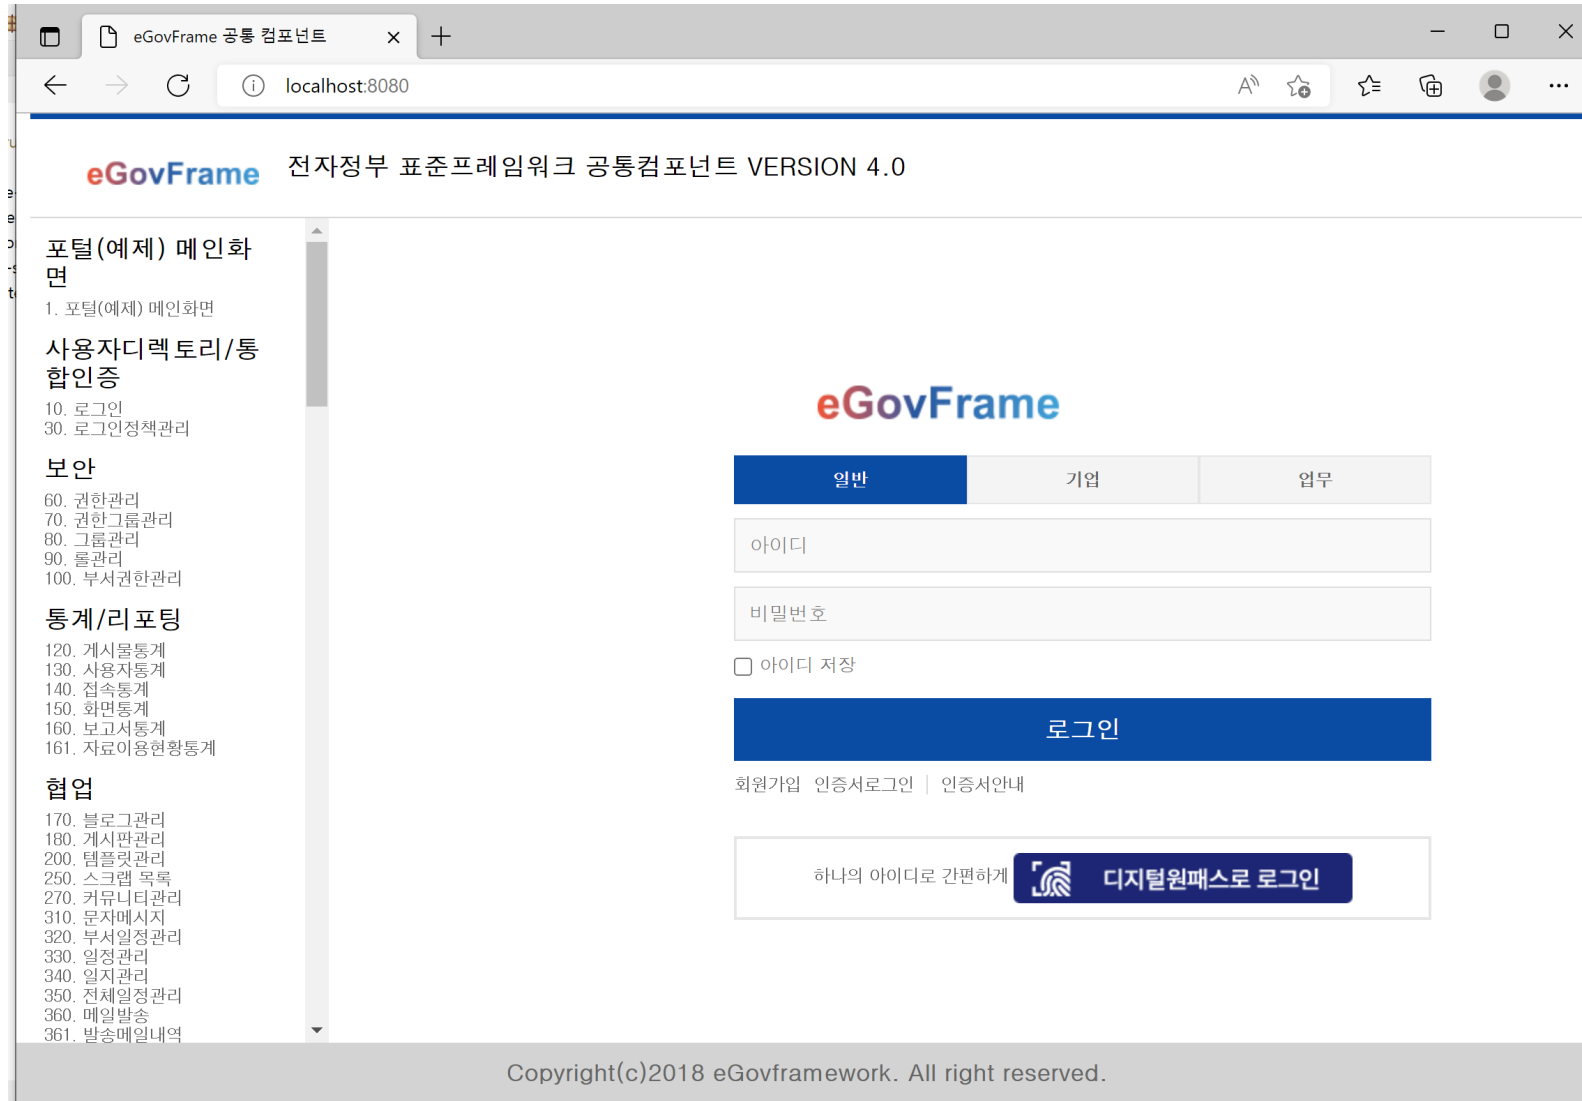 eGovFrame 공통 컴포넌트
localhost:8080
eGovFrame 전자정부 표준프레임워크 공통컴포넌트 VERSION 4.0
포털(예제) 메인화
면
1. 포털(예제) 메인화면
사용자디렉토리/통
합인증
10. 로그인
30. 로그인정책관리
보안
60. 권한관리
70. 권한그룹관리
80. 그룹관리
90. 롤관리
100. 부서권한관리
통계/리포팅
120. 게시물통계
130. 사용자통계
140. 접속통계
150. 화면통계
160. 보고서통계
161. 자료이용현황통계
협업
170. 블로그관리
180. 게시판관리
200. 템플릿관리
250. 스크랩 목록
270. 커뮤니티관리
310. 문자메시지
320. 부서일정관리
330. 일정관리
340. 일지관리
350. 전체일정관리
360. 메일발송
361. 발송메일내역
eGovFrame
일반 기업 업무
아이디
비밀번호
아이디 저장
로그인
회원가입 인증서로그인 인증서안내
하나의 아이디로 간편하게 디지털원패스로 로그인
Copyright(c)2018 eGovframework. All right reserved.